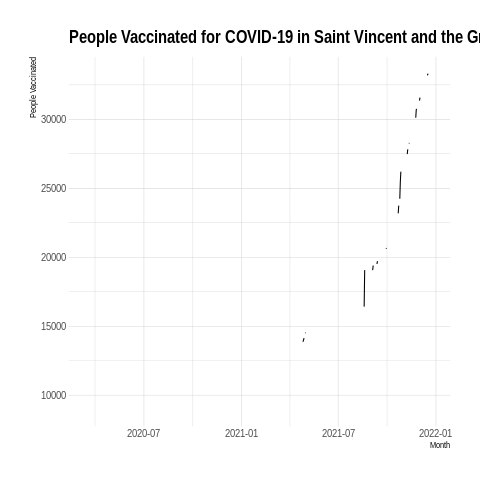 People Vaccinated for COVID-19 in Saint Vincent and the Gr
People Vaccinated
30000
25000
20000
15000
10000
2020-07 2021-01 2021-07 2022-01
Month